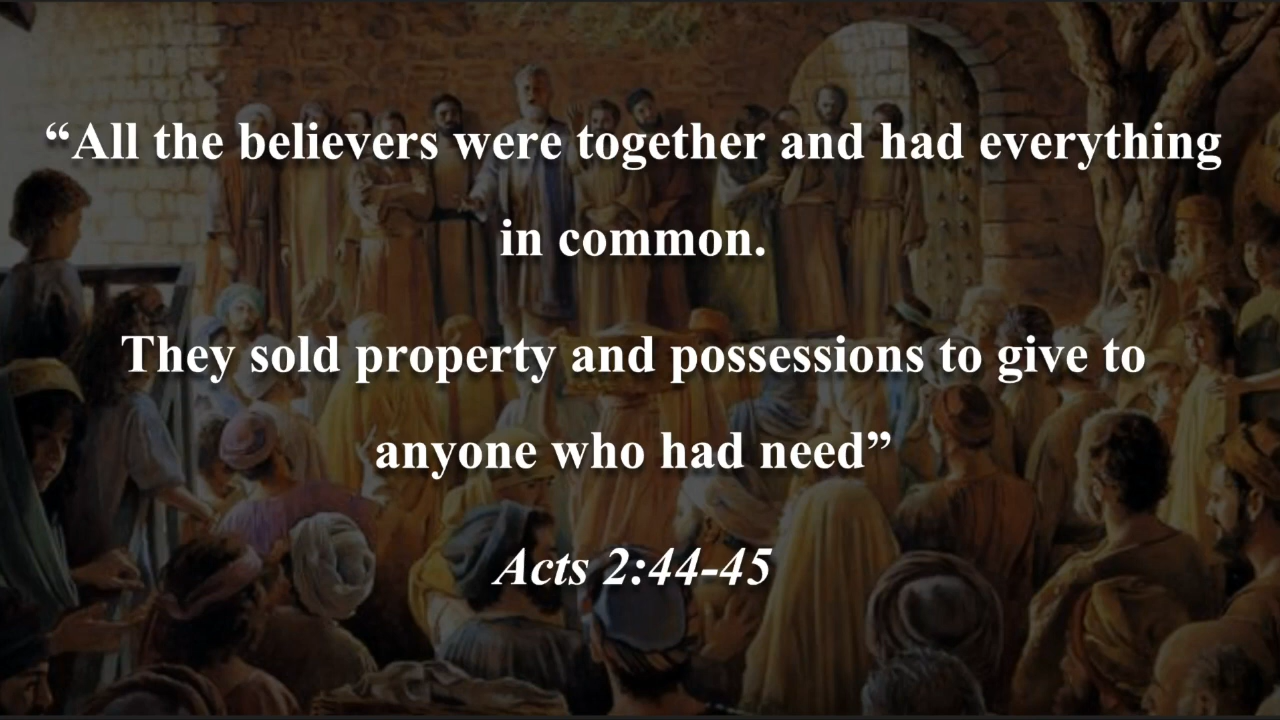 “All the believers were together and had everything
in common.
They sold property and possessions to give to
anyone who had need”
Acts 2:44-45